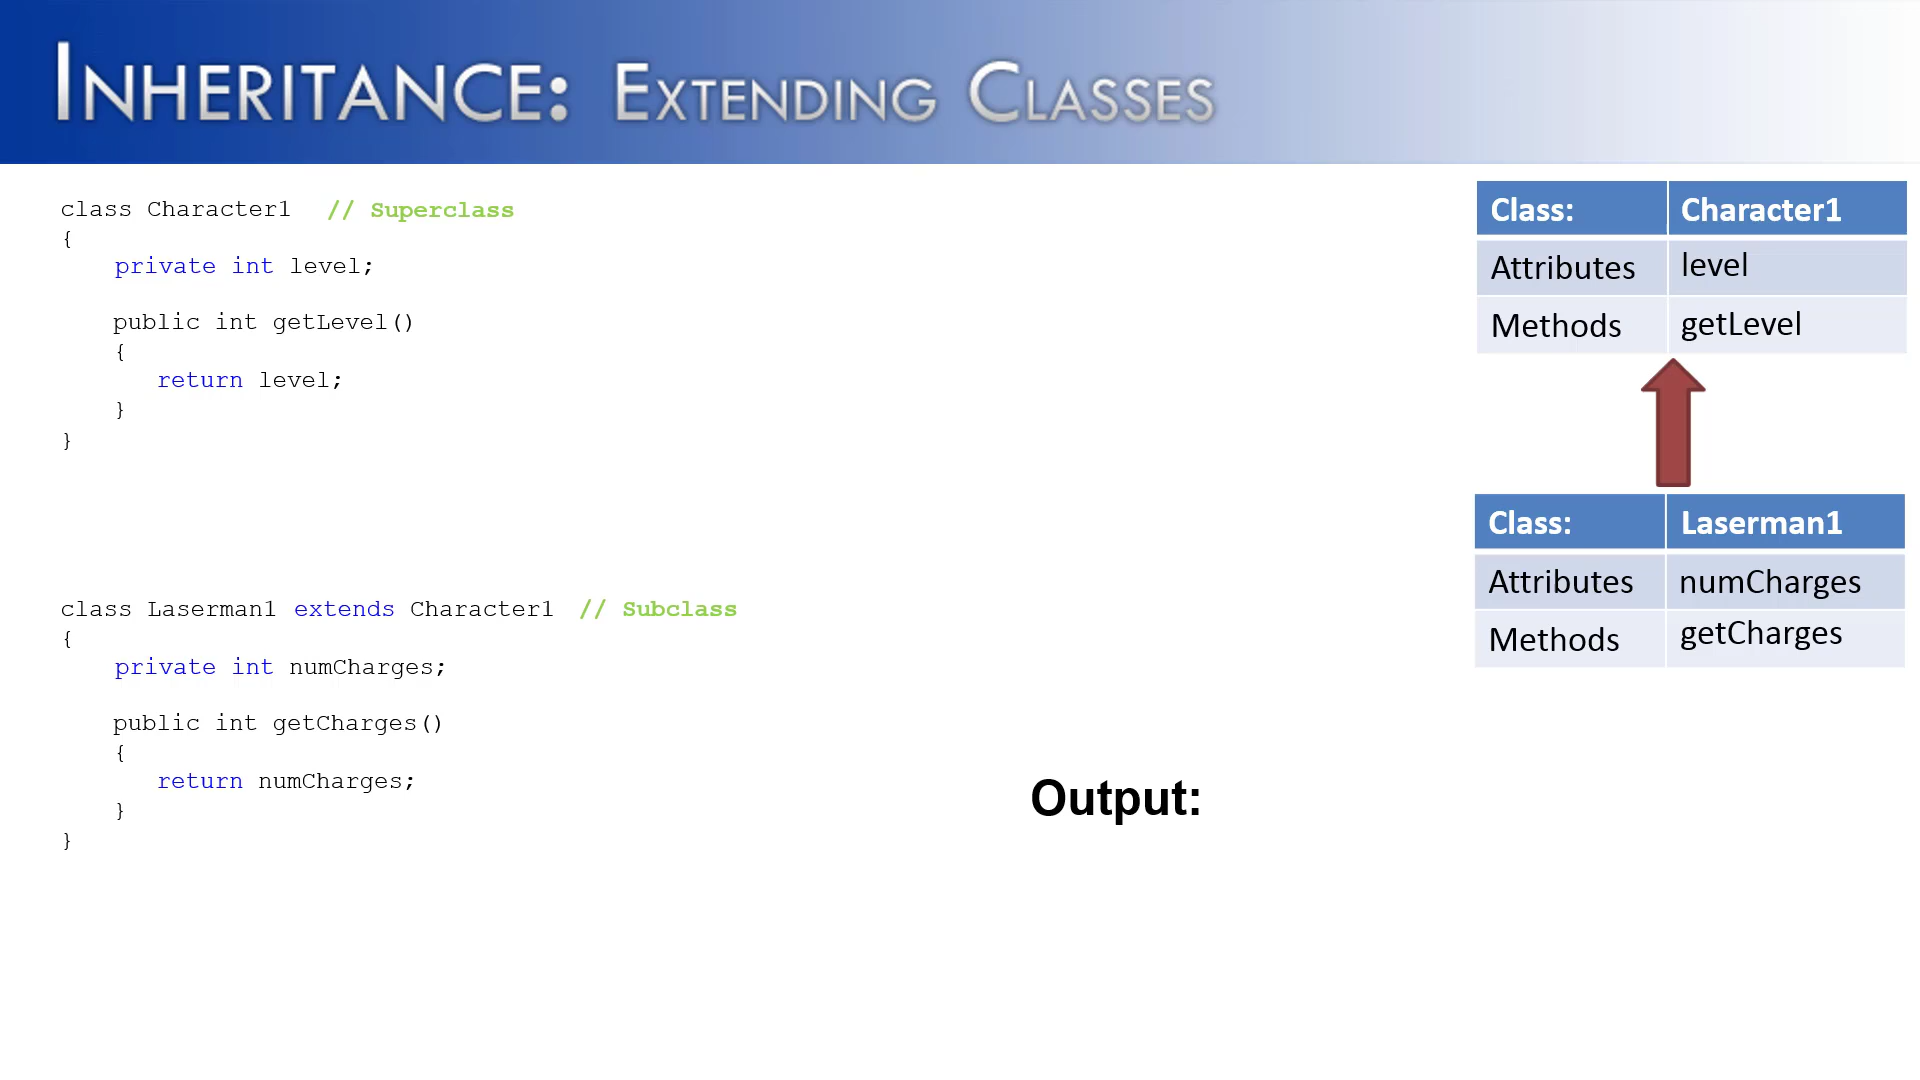 Inheritance: Extending Classes
class Character1 // Superclass
{
private int level;
public int getLevel()
{
return level;
}
}
class Laserman1 extends Character1 // Subclass
{
private int numCharges;
public int getCharges()
{
return numCharges;
}
}
Output:
Class: Character1
Attributes level
Methods getLevel
Class: Laserman1
Attributes numCharges
Methods getCharges